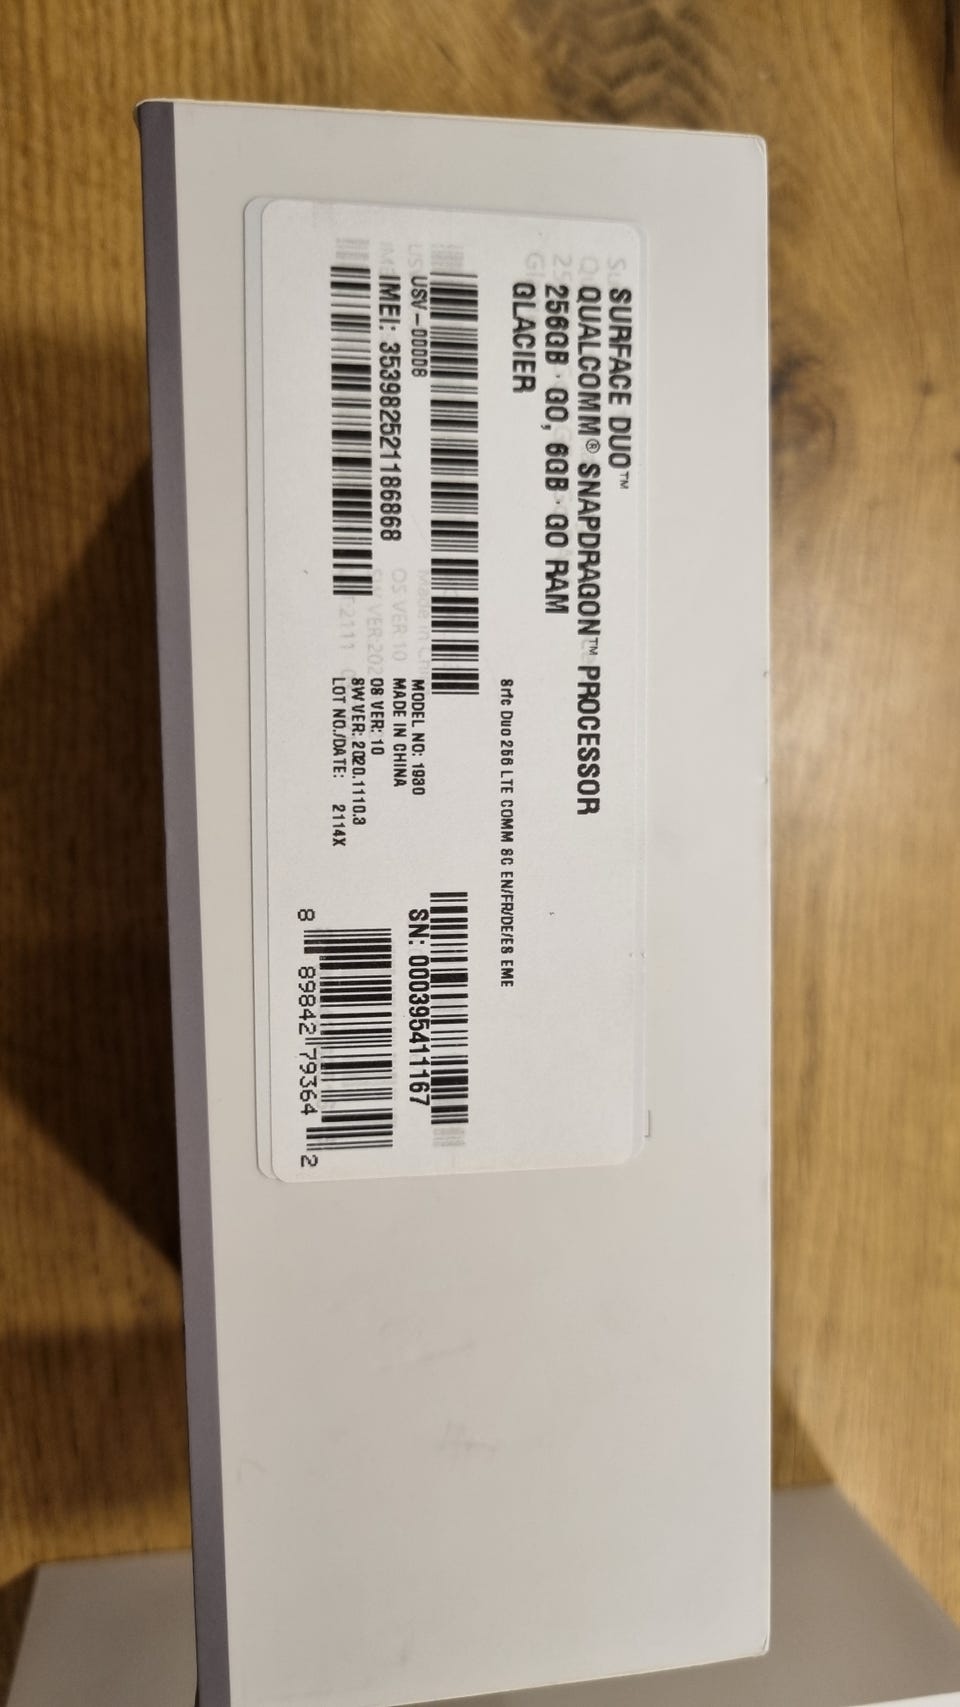 SURFACE DUO™
QUALCOMM® SNAPDRAGON™ PROCESSOR
256GB · GO, 6GB · GO RAM
GLACIER
Srfc Duo 256 LTE COMM SC EN/FR/DE/ES EME
USV-00008
IMEI: 353982521186868
MODEL NO: 1930
MADE IN CHINA
OS VER: 10
SW VER: 2020.1110.3
LOT NO./DATE: 2114X
SN: 000395411167
8 89842 79364 2